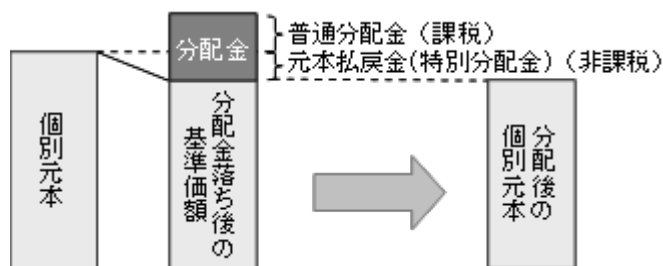 分配金
普通分配金（課税）
元本払戻金(特別分配金)（非課税）
個別元本
分配金落ち後の
基準価額
分配後の
個別元本